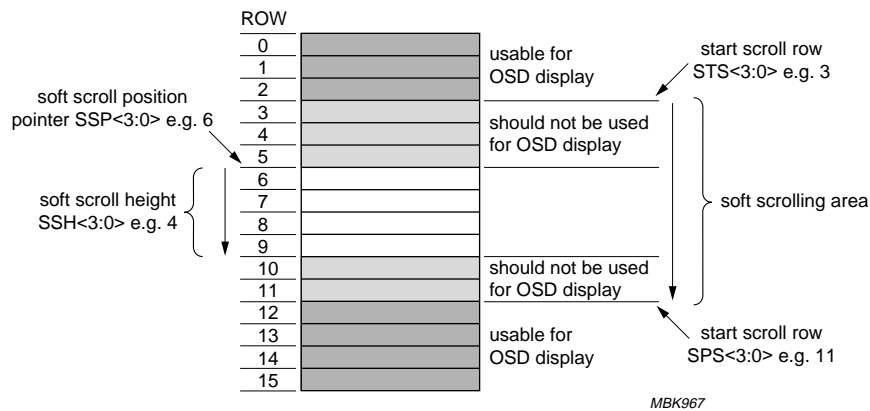 ROW
0
1
2
3
4
5
6
7
8
9
10
11
12
13
14
15
soft scroll position
pointer SSP<3:0> e.g. 6
soft scroll height
SSH<3:0> e.g. 4
usable for
OSD display
should not be used
for OSD display
should not be used
for OSD display
usable for
OSD display
start scroll row
STS<3:0> e.g. 3
soft scrolling area
start scroll row
SPS<3:0> e.g. 11
MBK967